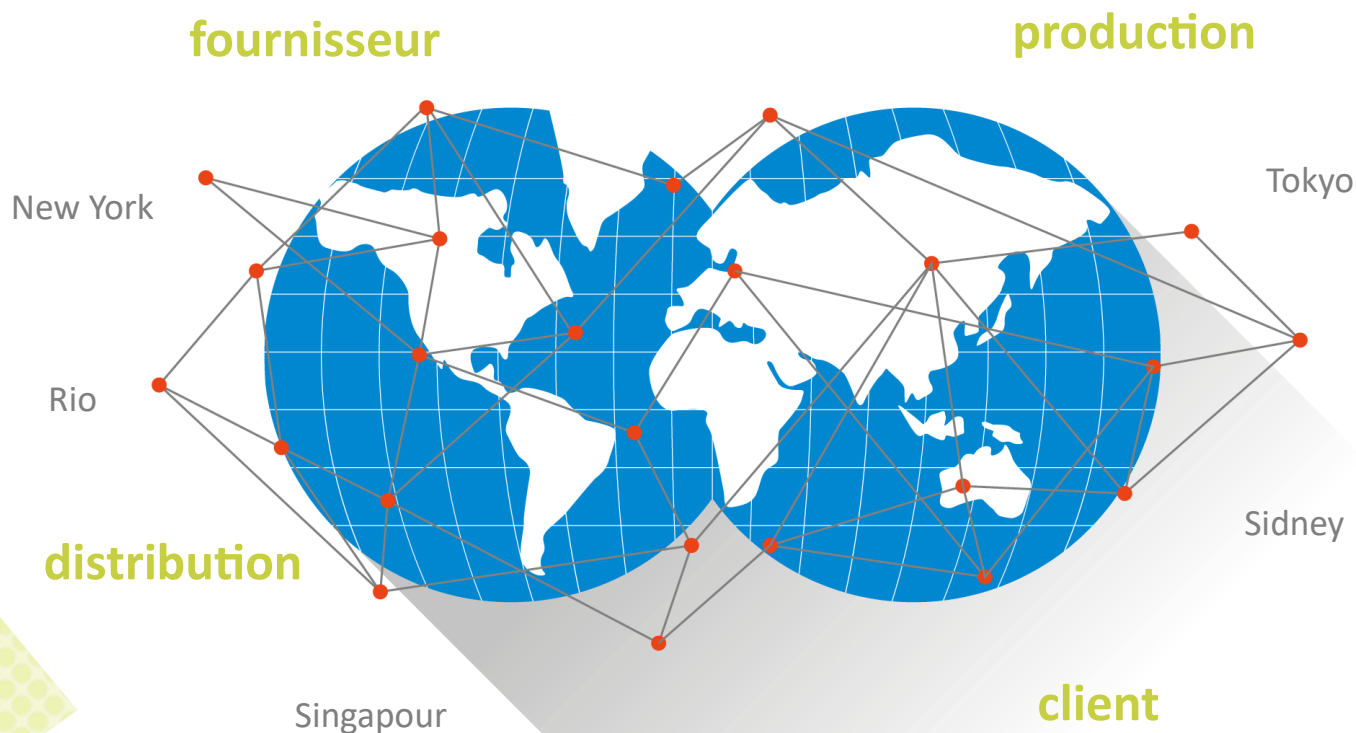 fournisseur
production
New York
Tokyo
Rio
Sidney
distribution
Singapour
client